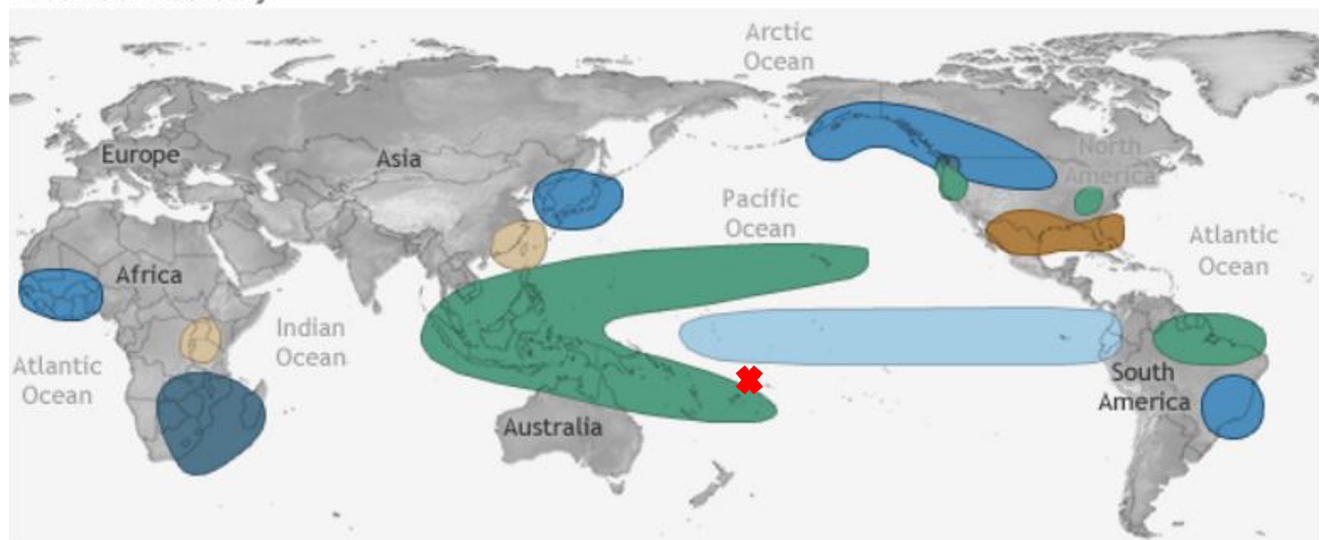 Arctic
Ocean
Europe
Asia
North
America
Pacific
Ocean
Atlantic
Ocean
Africa
Indian
Ocean
Atlantic
Ocean
South
America
Australia